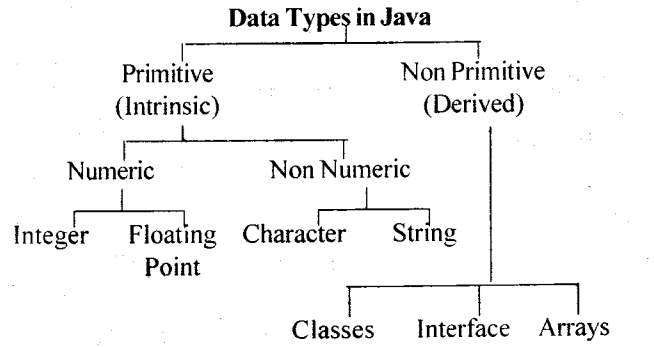 Data Types in Java
Primitive
(Intrinsic)
Non Primitive
(Derived)
Numeric
Non Numeric
Integer
Floating
Point
Character
String
Classes
Interface
Arrays